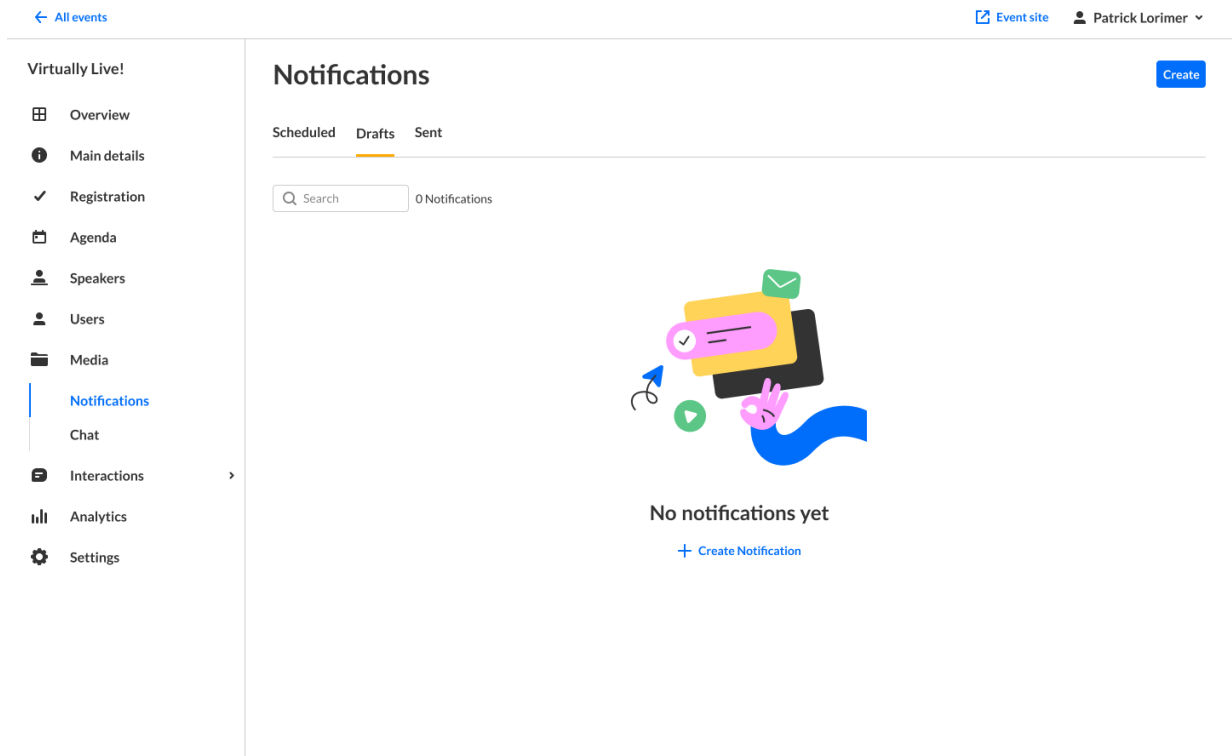 All events
Event site
Patrick Lorimer
Virtually Live!
Overview
Main details
Registration
Agenda
Speakers
Users
Media
Notifications
Chat
Interactions
Analytics
Settings
Notifications
Create
Scheduled Drafts Sent
Search 0 Notifications
No notifications yet
Create Notification